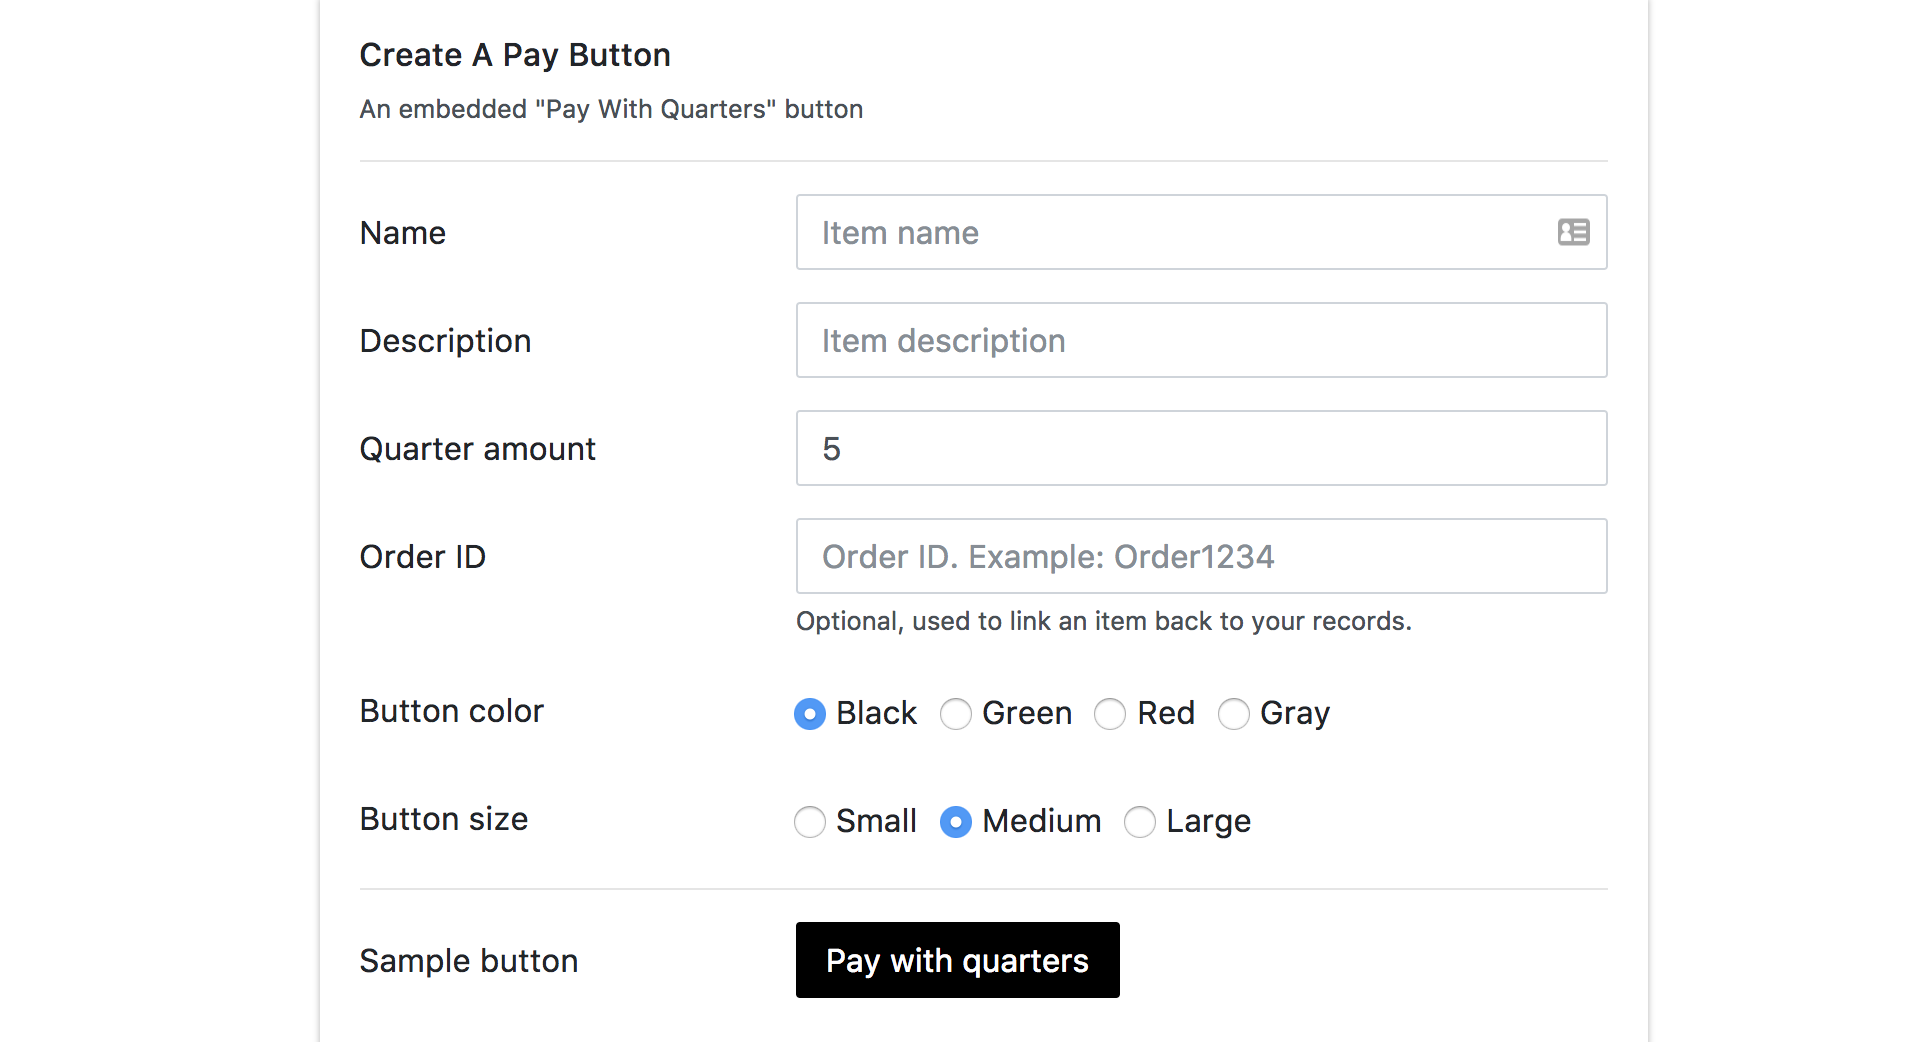 Create A Pay Button
An embedded "Pay With Quarters" button
Name
Item name
Description
Item description
Quarter amount
5
Order ID
Order ID. Example: Order1234
Optional, used to link an item back to your records.
Button color
Black Green Red Gray
Button size
Small Medium Large
Sample button
Pay with quarters